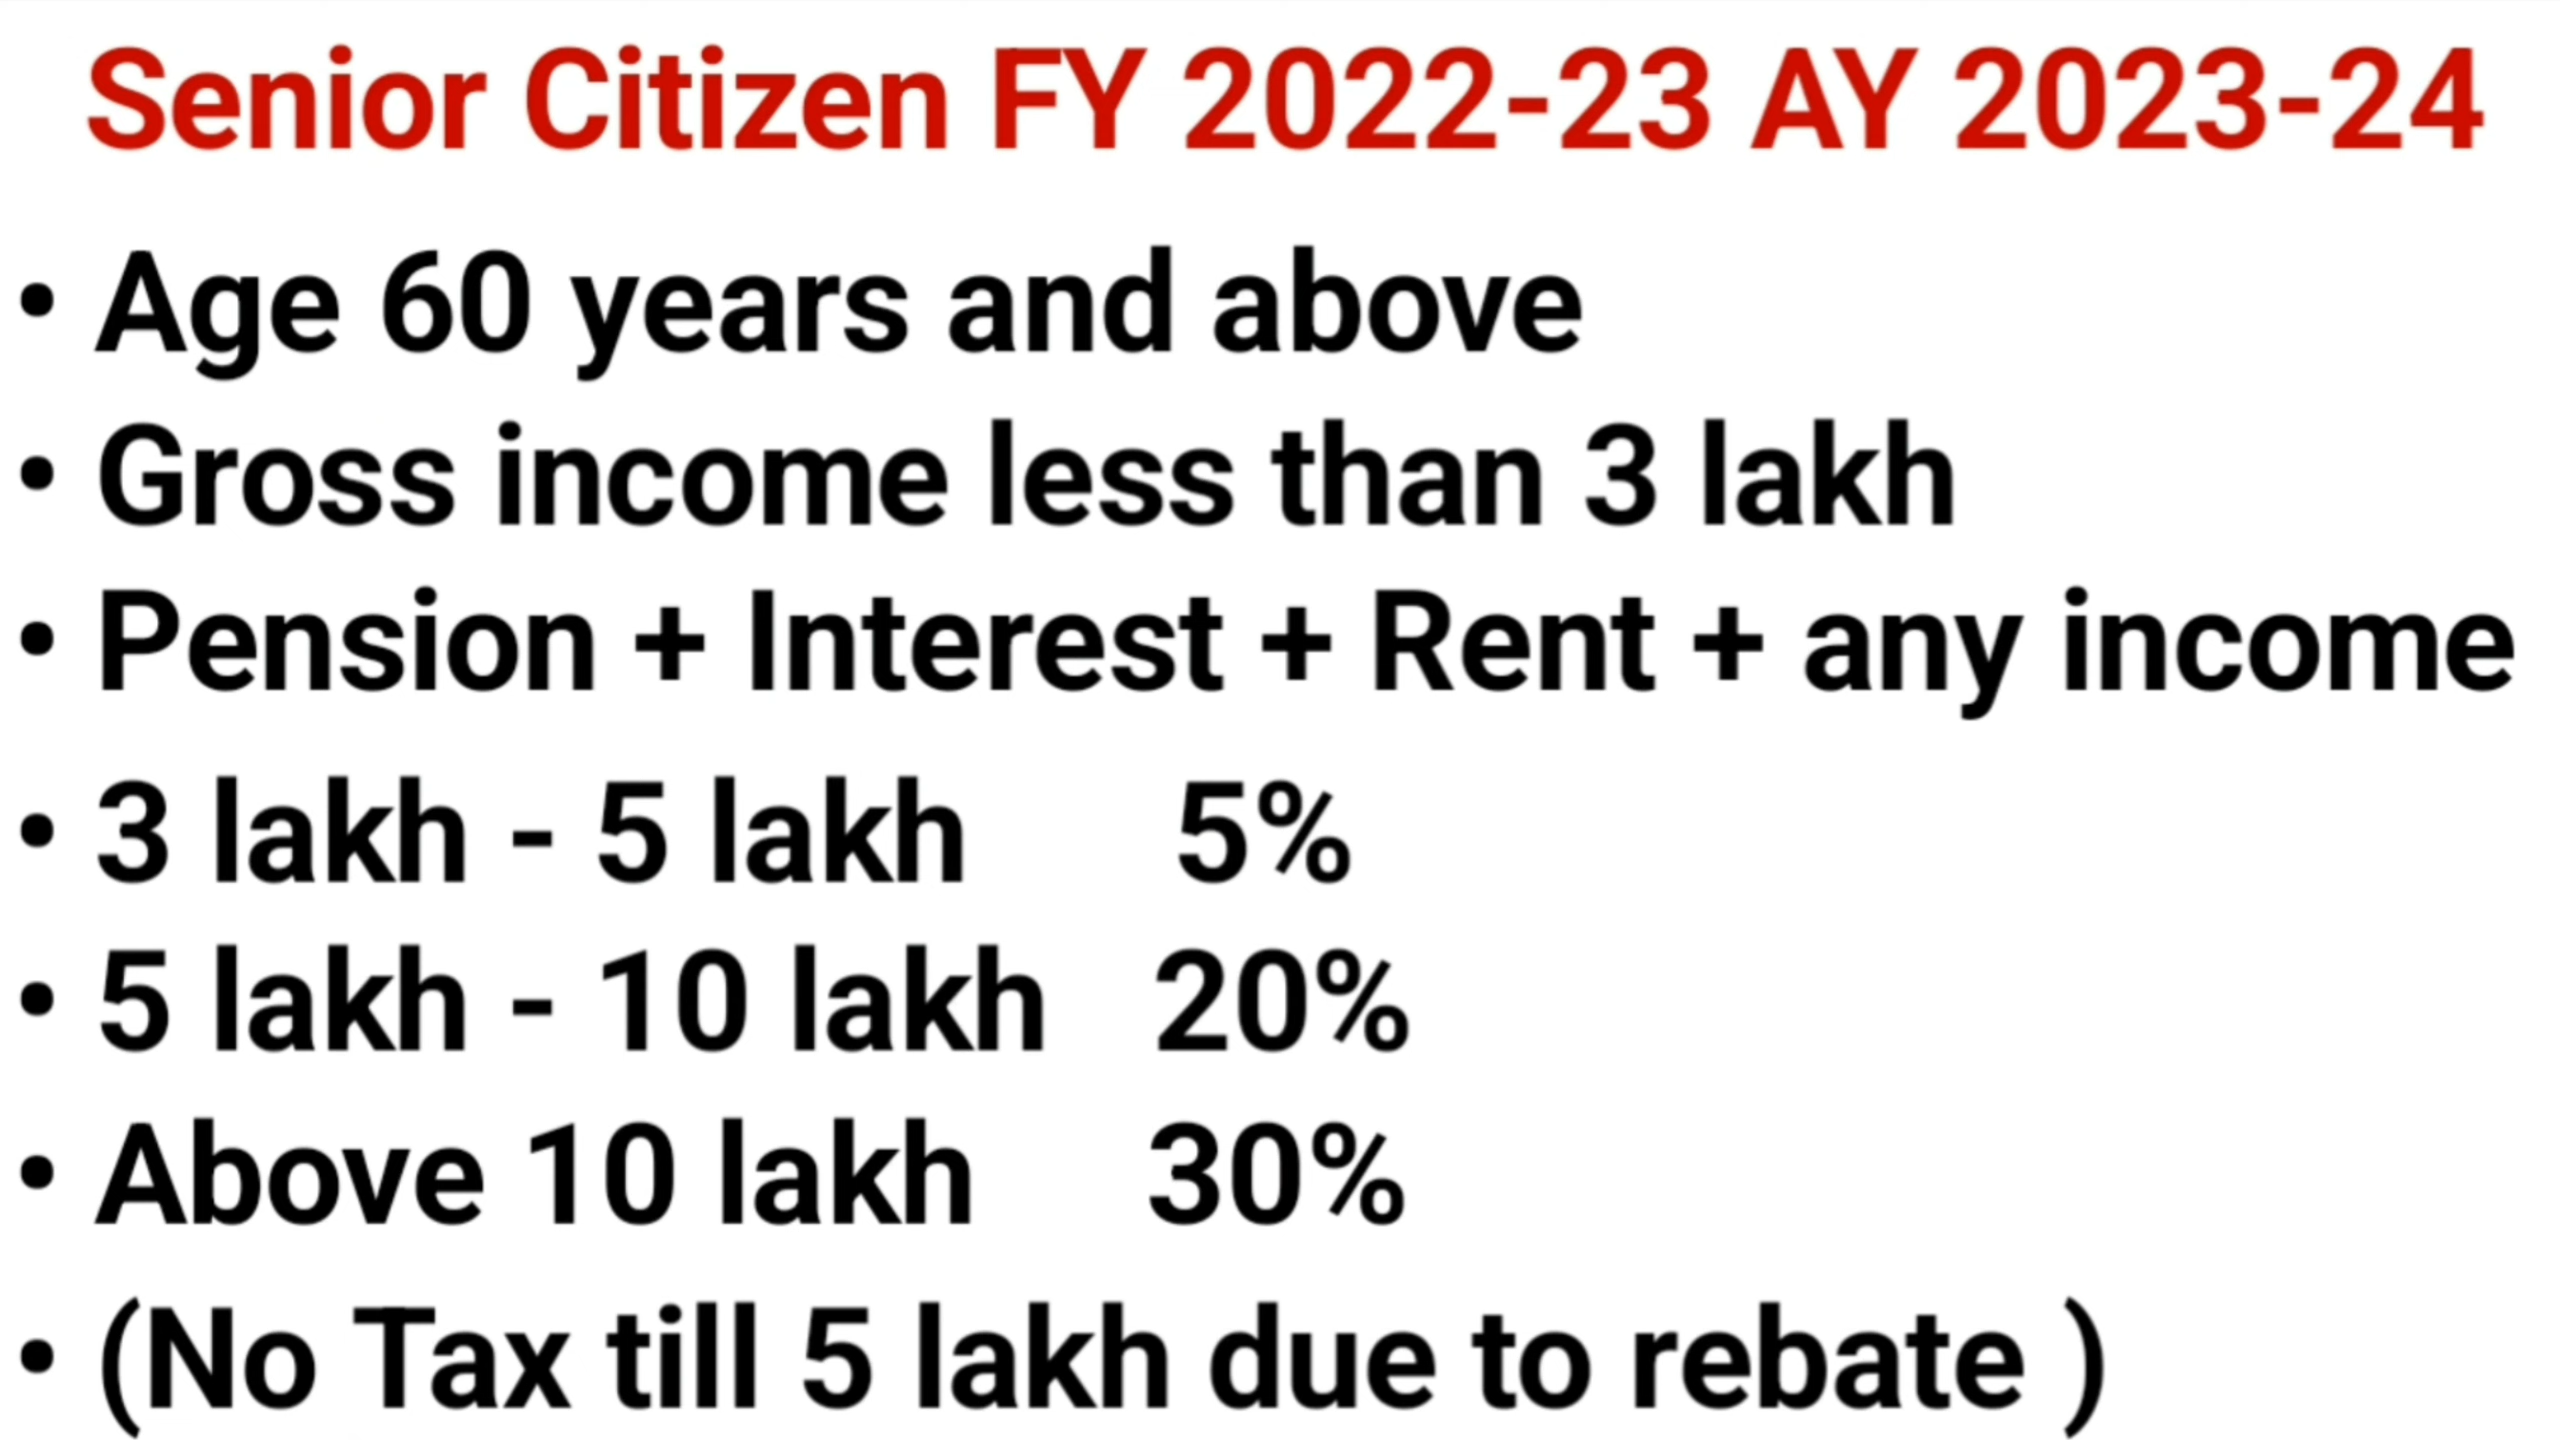 Senior Citizen FY 2022-23 AY 2023-24
• Age 60 years and above
• Gross income less than 3 lakh
• Pension + Interest + Rent + any income
• 3 lakh - 5 lakh 5%
• 5 lakh - 10 lakh 20%
• Above 10 lakh 30%
• (No Tax till 5 lakh due to rebate )